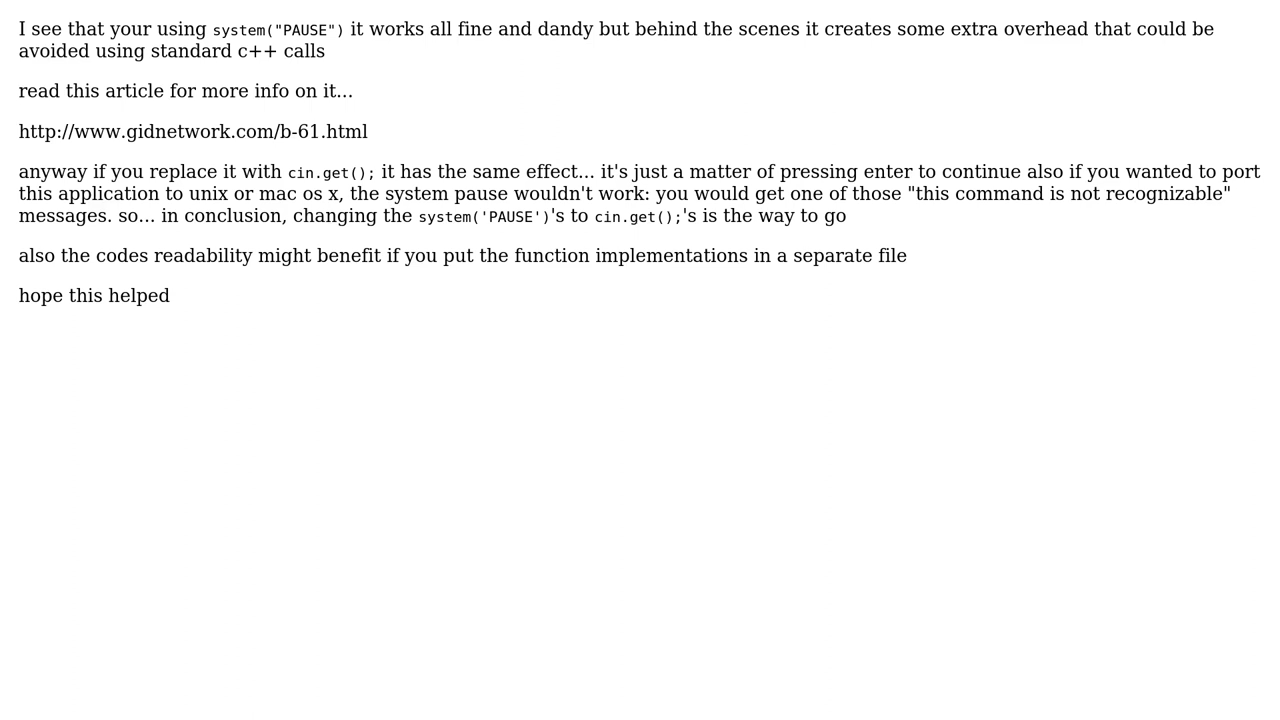 I see that your using system("PAUSE") it works all fine and dandy but behind the scenes it creates some extra overhead that could be
avoided using standard c++ calls
read this article for more info on it...
http://www.gidnetwork.com/b-61.html
anyway if you replace it with cin.get(); it has the same effect... it's just a matter of pressing enter to continue also if you wanted to port
this application to unix or mac os x, the system pause wouldn't work: you would get one of those "this command is not recognizable"
messages. so... in conclusion, changing the system('PAUSE')'s to cin.get();'s is the way to go
also the codes readability might benefit if you put the function implementations in a separate file
hope this helped